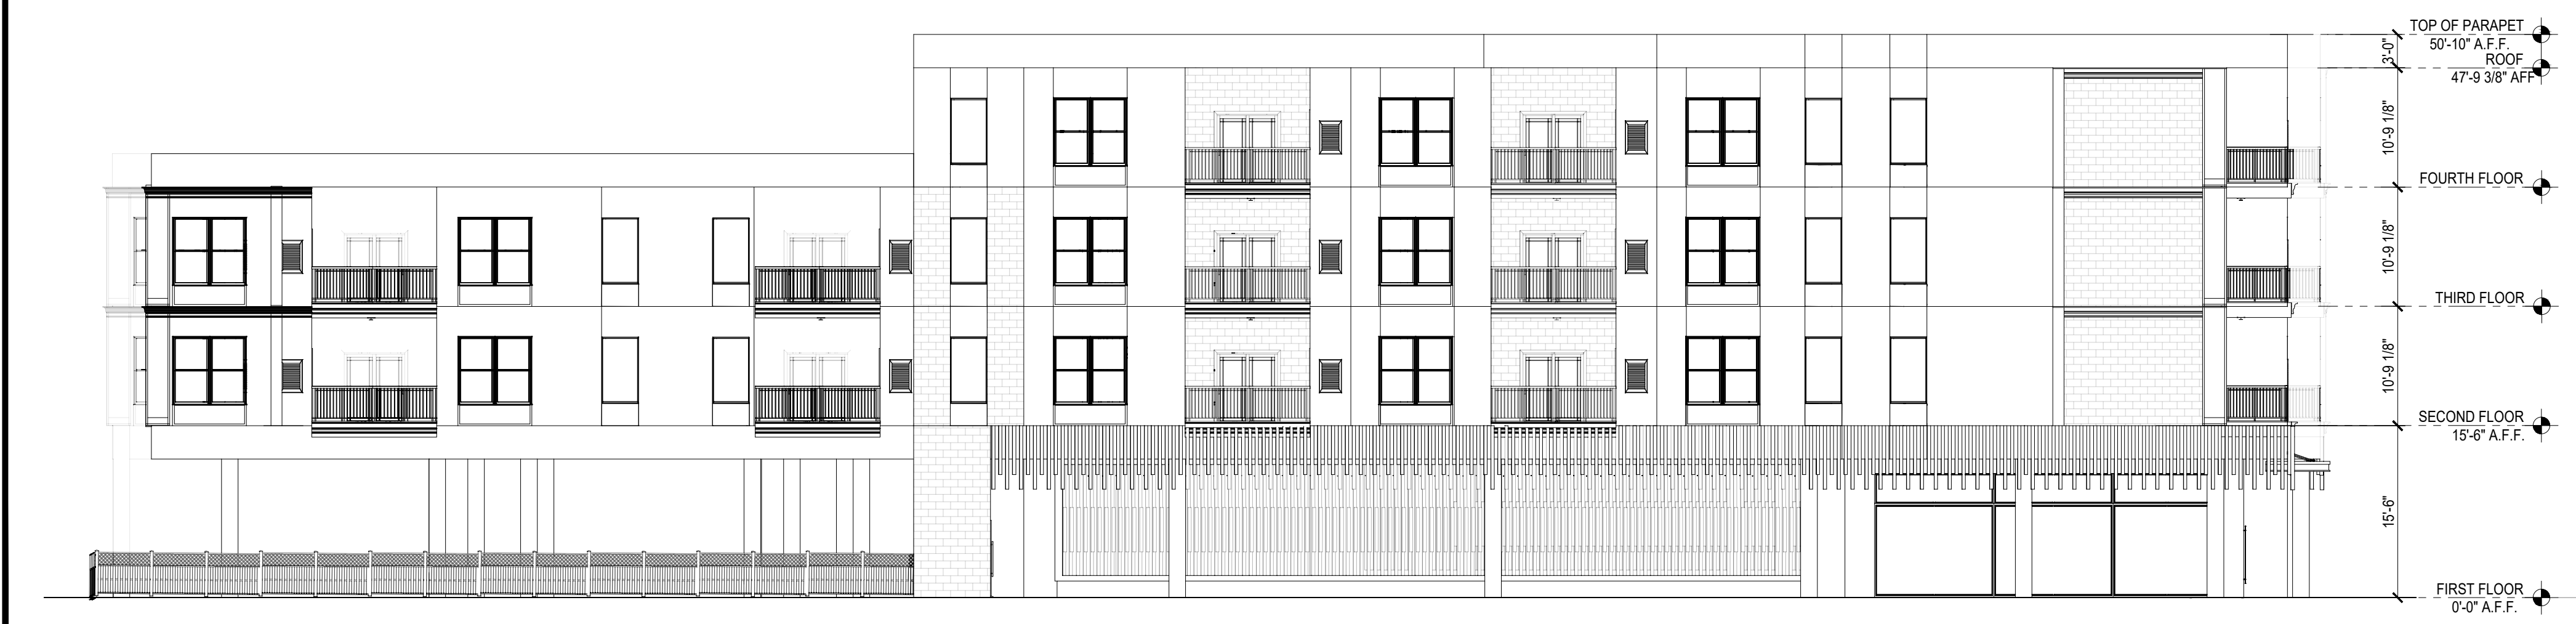 TOP OF PARAPET
50'-10" A.F.F.
3'-0"
ROOF
47'-9 3/8" AFF
10'-9 1/8"
FOURTH FLOOR
10'-9 1/8"
THIRD FLOOR
10'-9 1/8"
SECOND FLOOR
15'-6" A.F.F.
15'-6"
FIRST FLOOR
0'-0" A.F.F.